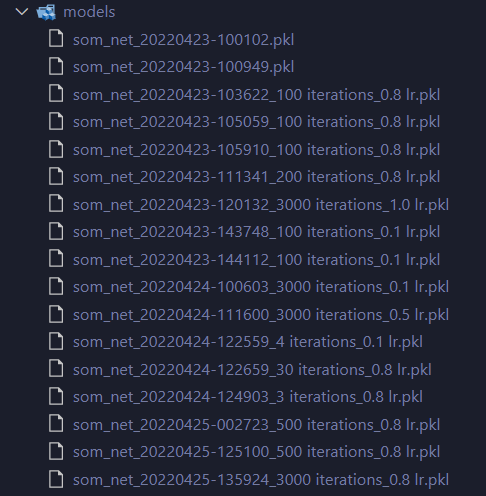 models
som_net_20220423-100102.pkl
som_net_20220423-100949.pkl
som_net_20220423-103622_100 iterations_0.8 lr.pkl
som_net_20220423-105059_100 iterations_0.8 lr.pkl
som_net_20220423-105910_100 iterations_0.8 lr.pkl
som_net_20220423-111341_200 iterations_0.8 lr.pkl
som_net_20220423-120132_3000 iterations_1.0 lr.pkl
som_net_20220423-143748_100 iterations_0.1 lr.pkl
som_net_20220423-144112_100 iterations_0.1 lr.pkl
som_net_20220424-100603_3000 iterations_0.1 lr.pkl
som_net_20220424-111600_3000 iterations_0.5 lr.pkl
som_net_20220424-122559_4 iterations_0.1 lr.pkl
som_net_20220424-122659_30 iterations_0.8 lr.pkl
som_net_20220424-124903_3 iterations_0.8 lr.pkl
som_net_20220425-002723_500 iterations_0.8 lr.pkl
som_net_20220425-125100_500 iterations_0.8 lr.pkl
som_net_20220425-135924_3000 iterations_0.8 lr.pkl